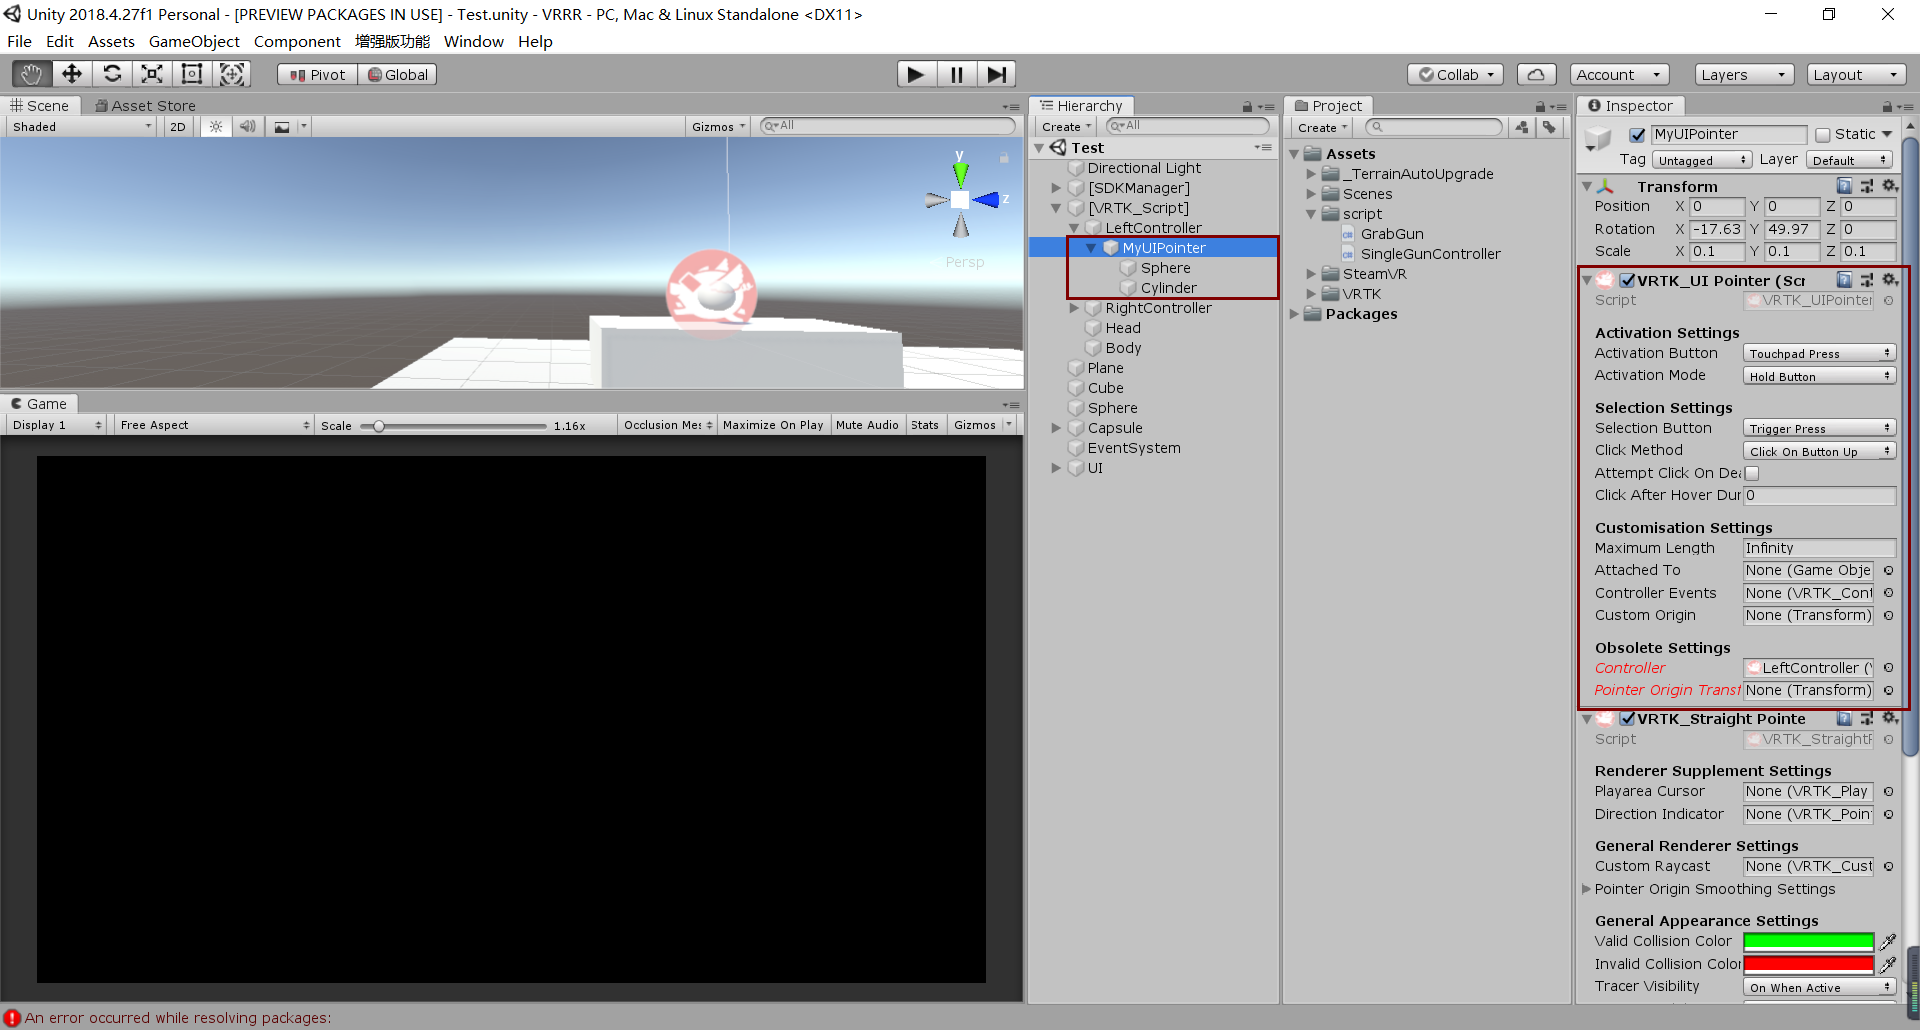 Unity 2018.4.27f1 Personal - [PREVIEW PACKAGES IN USE] - Test.unity - VRRR - PC, Mac & Linux Standalone <DX11>
File Edit Assets GameObject Component 增强版功能 Window Help
Pivot Global Collab Account Layers Layout
Scene Asset Store
Shaded 2D Gizmos All
y
z
Persp
Game
Display 1 Free Aspect Scale 1.16x Occlusion Mes Maximize On Play Mute Audio Stats Gizmos
Hierarchy
Create All
Test
Directional Light
[SDKManager]
[VRTK_Script]
LeftController
MyUIPointer
Sphere
Cylinder
RightController
Head
Body
Plane
Cube
Sphere
Capsule
EventSystem
UI
Project
Create
Assets
_TerrainAutoUpgrade
Scenes
script
GrabGun
SingleGunController
SteamVR
VRTK
Packages
Inspector
MyUIPointer Static
Tag Untagged Layer Default
Transform
Position X 0 Y 0 Z 0
Rotation X -17.63 Y 49.97 Z 0
Scale X 0.1 Y 0.1 Z 0.1
VRTK_UI Pointer (Scr
Script VRTK_UIPointer
Activation Settings
Activation Button Touchpad Press
Activation Mode Hold Button
Selection Settings
Selection Button Trigger Press
Click Method Click On Button Up
Attempt Click On Dea
Click After Hover Dur 0
Customisation Settings
Maximum Length Infinity
Attached To None (Game Obje
Controller Events None (VRTK_Cont
Custom Origin None (Transform)
Obsolete Settings
Controller LeftController (V
Pointer Origin Transf None (Transform)
VRTK_Straight Pointe
Script VRTK_StraightP
Renderer Supplement Settings
Playarea Cursor None (VRTK_Play
Direction Indicator None (VRTK_Poin
General Renderer Settings
Custom Raycast None (VRTK_Cust
Pointer Origin Smoothing Settings
General Appearance Settings
Valid Collision Color
Invalid Collision Color
Tracer Visibility On When Active
An error occurred while resolving packages: